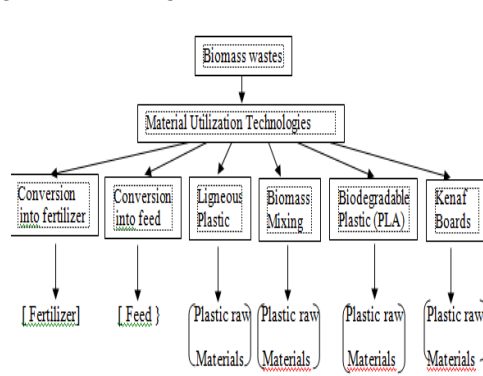 Biomass wastes
Material Utilization Technologies
Conversion
into fertilizer
Conversion
into feed
Ligneous
Plastic
Biomass
Mixing
Biodegradable
Plastic (PLA)
Kenaf
Boards
[ Fertilizer]
[ Feed }
Plastic raw
Materials
Plastic raw
Materials
Plastic raw
Materials
Plastic raw
Materials